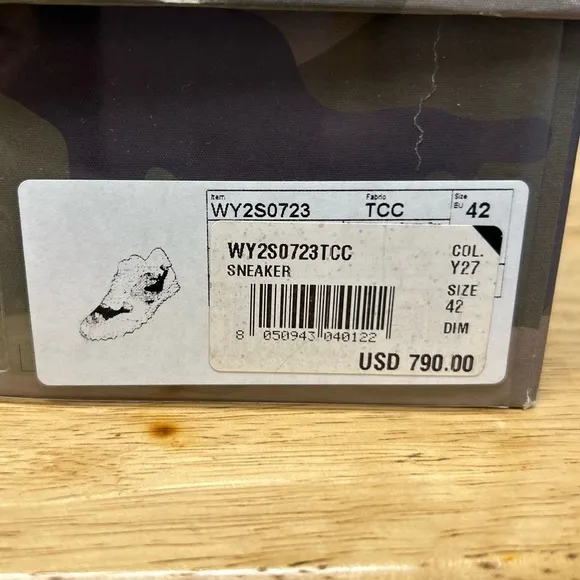 Item Fabric Size
WY2S0723 TCC EU 42
WY2S0723TCC COL.
SNEAKER Y27
SIZE
42
DIM
8 050943 040122
USD 790.00